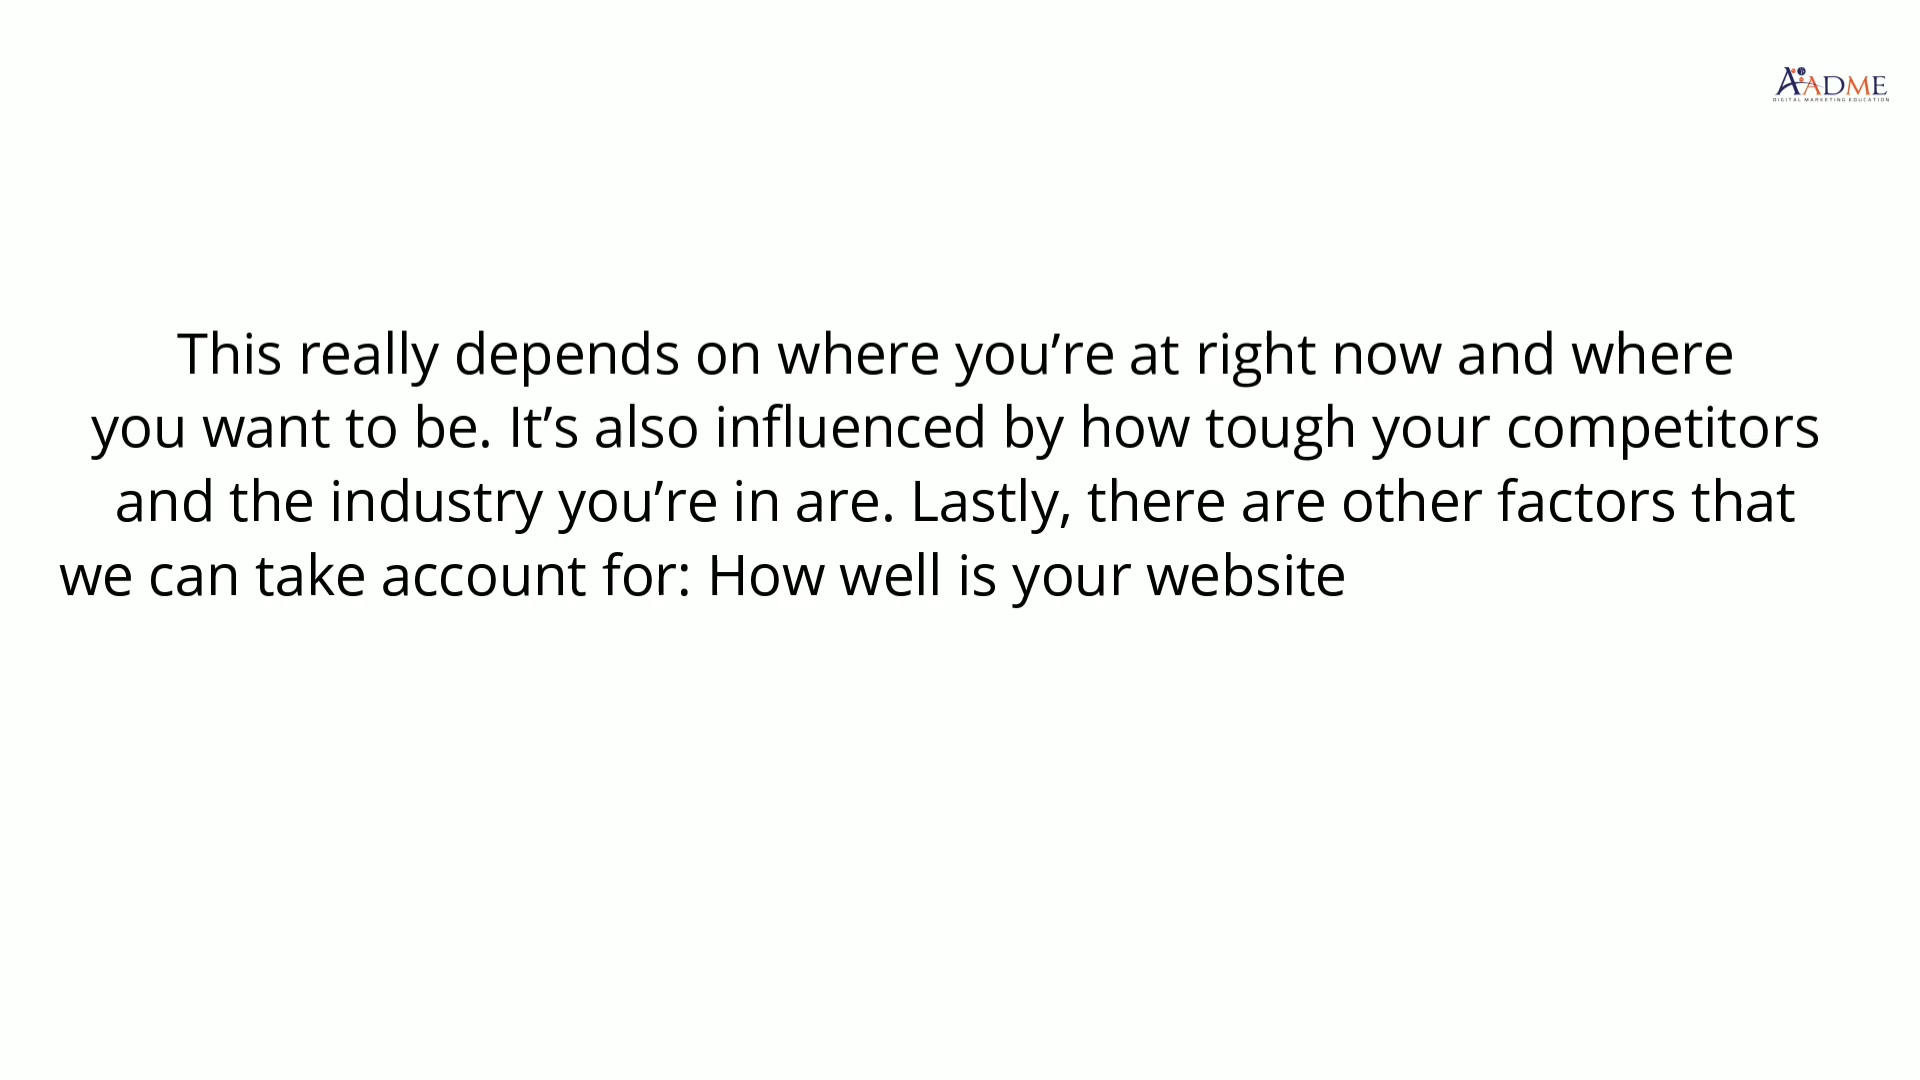 AADME
DIGITAL MARKETING EDUCATION
This really depends on where you’re at right now and where
you want to be. It’s also influenced by how tough your competitors
and the industry you’re in are. Lastly, there are other factors that
we can take account for: How well is your website